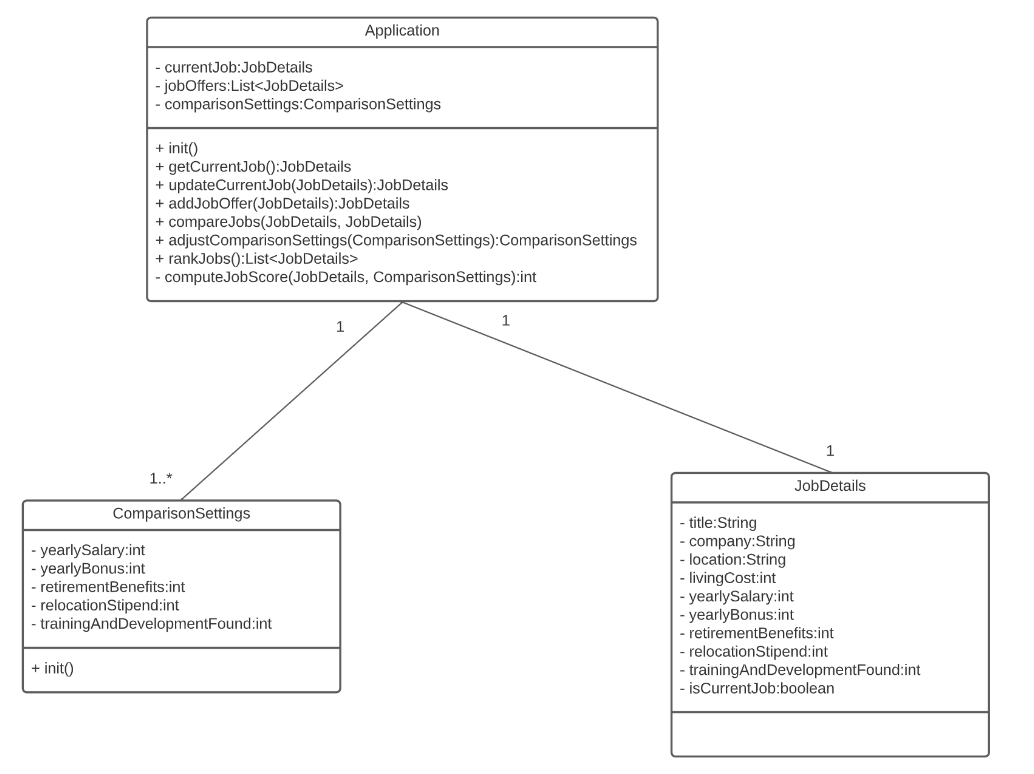 Application
- currentJob:JobDetails
- jobOffers:List<JobDetails>
- comparisonSettings:ComparisonSettings
+ init()
+ getCurrentJob():JobDetails
+ updateCurrentJob(JobDetails):JobDetails
+ addJobOffer(JobDetails):JobDetails
+ compareJobs(JobDetails, JobDetails)
+ adjustComparisonSettings(ComparisonSettings):ComparisonSettings
+ rankJobs():List<JobDetails>
- computeJobScore(JobDetails, ComparisonSettings):int
1
1
1..*
1
ComparisonSettings
- yearlySalary:int
- yearlyBonus:int
- retirementBenefits:int
- relocationStipend:int
- trainingAndDevelopmentFound:int
+ init()
JobDetails
- title:String
- company:String
- location:String
- livingCost:int
- yearlySalary:int
- yearlyBonus:int
- retirementBenefits:int
- relocationStipend:int
- trainingAndDevelopmentFound:int
- isCurrentJob:boolean